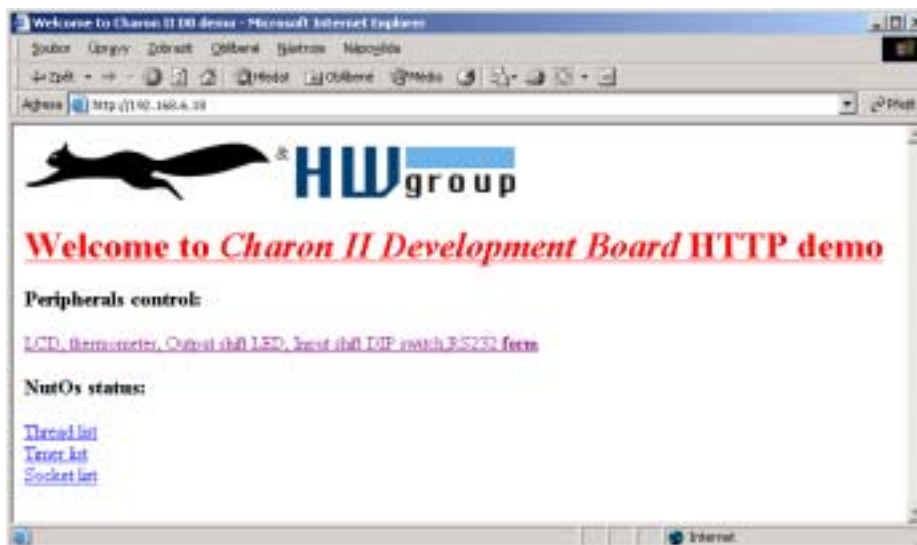 Welcome to Charon II DB demo - Microsoft Internet Explorer
Soubor Úpravy Zobrazit Oblíbené Nástroje Nápověda
Zpět Hledat Oblíbené Média
Adresa http://192.168.6.18 Přejít
& HW group
Welcome to Charon II Development Board HTTP demo
Peripherals control:
LCD, thermometer, Output shift LED, Input shift DIP switch,RS232 form
NutOs status:
Thread list
Timer list
Socket list
Internet